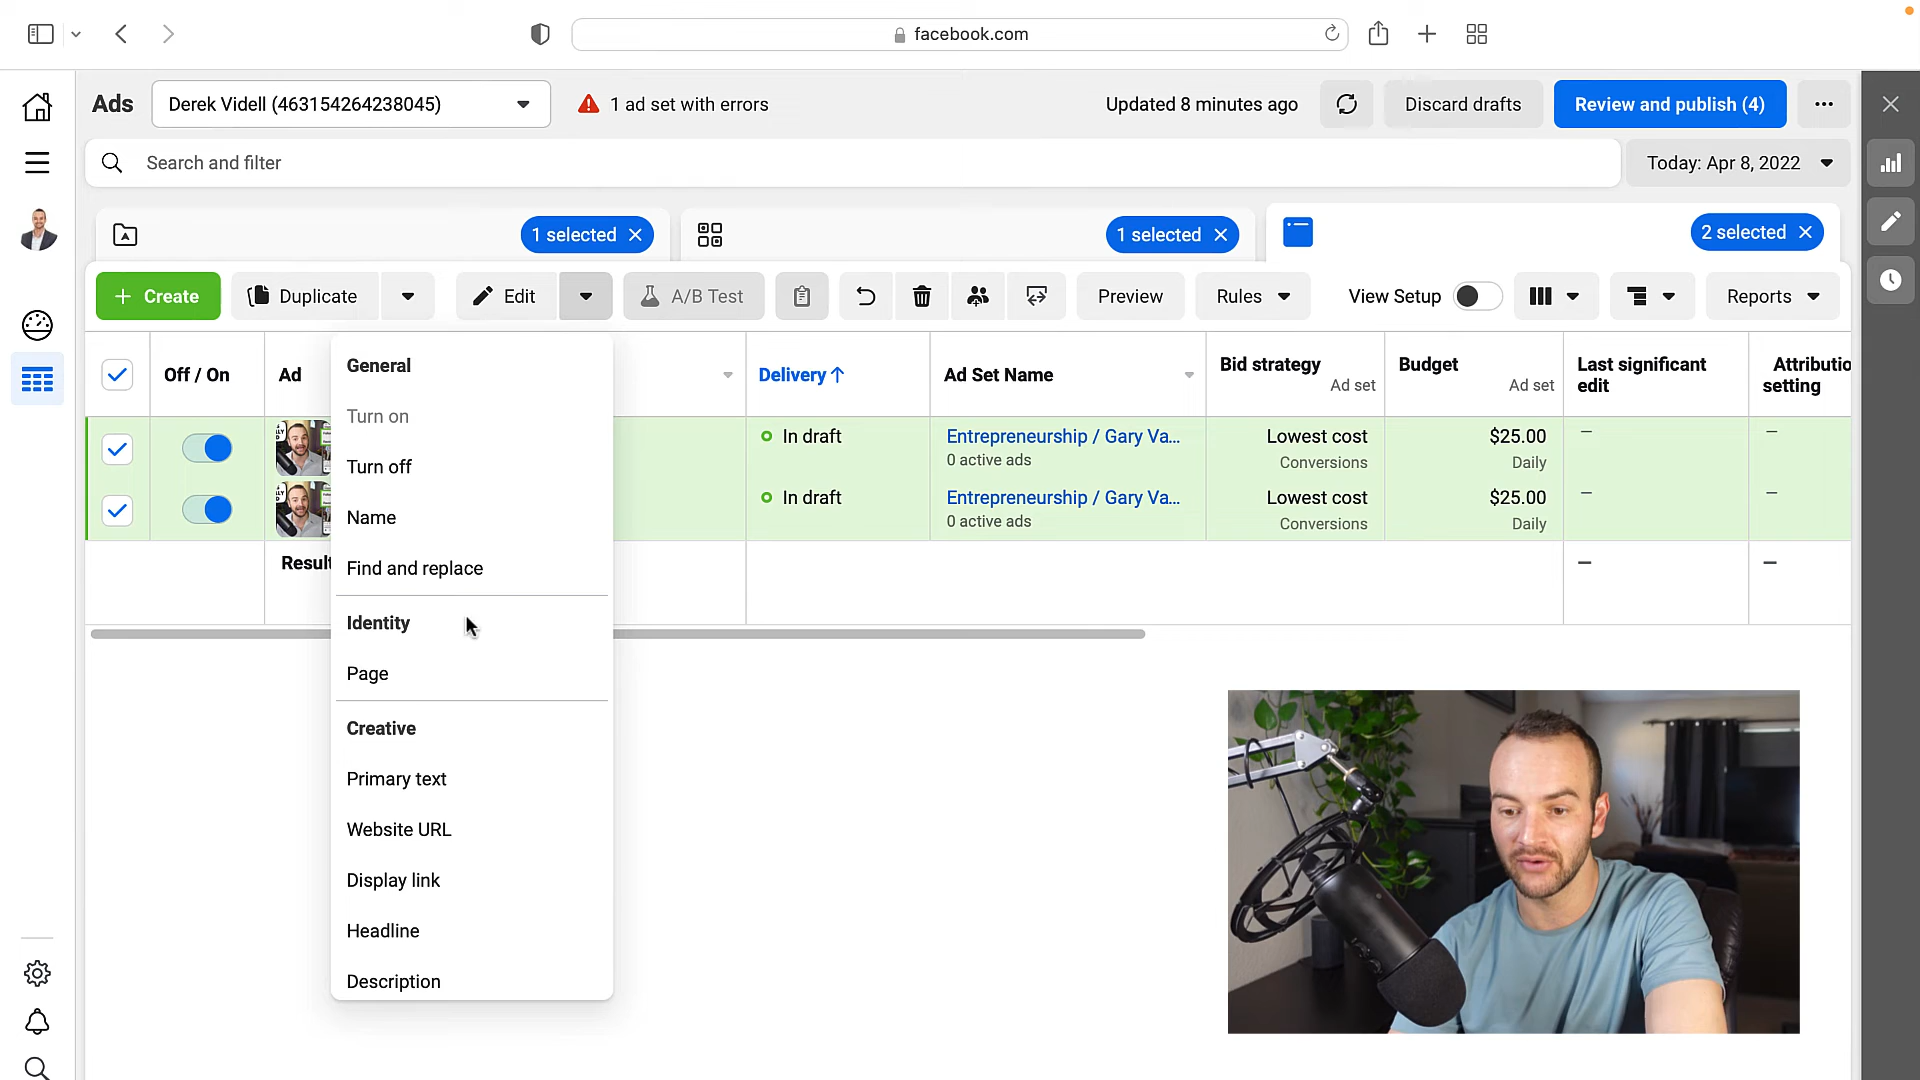 facebook.com
Ads
Derek Videll (463154264238045)
1 ad set with errors
Updated 8 minutes ago
Discard drafts
Review and publish (4)
Search and filter
Today: Apr 8, 2022
1 selected
1 selected
2 selected
Create
Duplicate
Edit
A/B Test
Preview
Rules
View Setup
Reports
Off / On
Ad
Delivery
Ad Set Name
Bid strategy
Ad set
Budget
Ad set
Last significant
edit
Attributio
setting
In draft
Entrepreneurship / Gary Va...
0 active ads
Lowest cost
Conversions
$25.00
Daily
In draft
Entrepreneurship / Gary Va...
0 active ads
Lowest cost
Conversions
$25.00
Daily
Result
General
Turn on
Turn off
Name
Find and replace
Identity
Page
Creative
Primary text
Website URL
Display link
Headline
Description